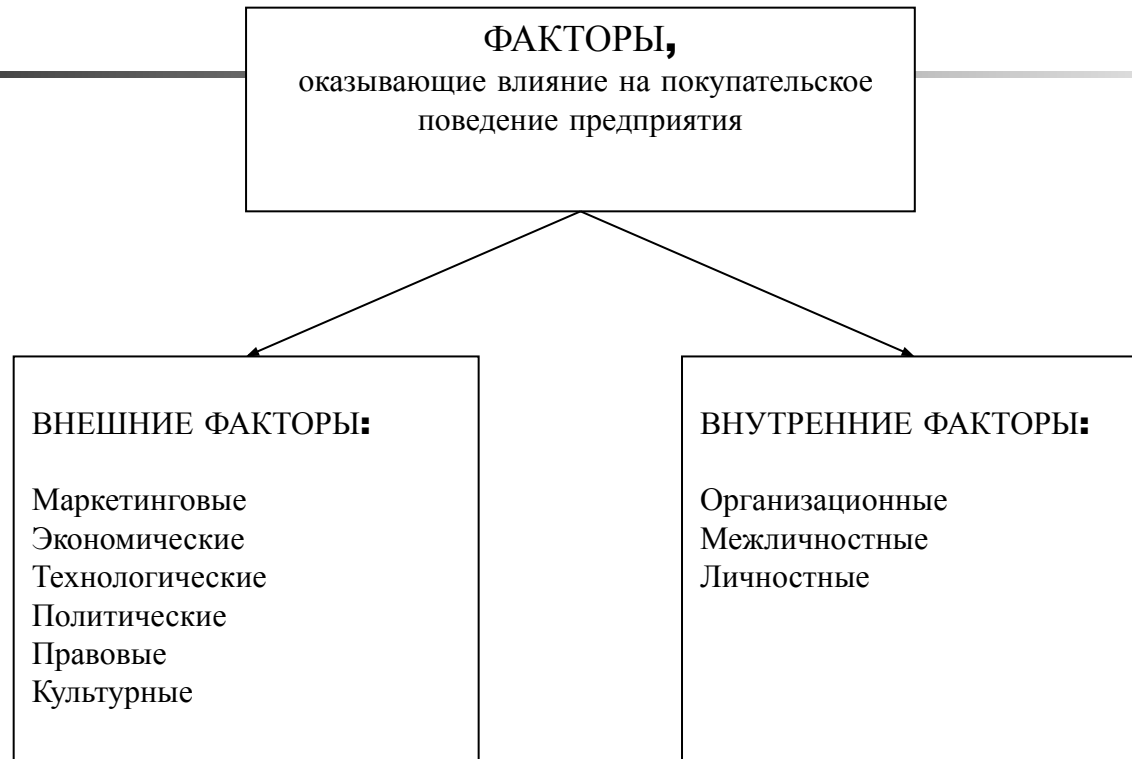 ФАКТОРЫ,
оказывающие влияние на покупательское
поведение предприятия
ВНЕШНИЕ ФАКТОРЫ:
Маркетинговые
Экономические
Технологические
Политические
Правовые
Культурные
ВНУТРЕННИЕ ФАКТОРЫ:
Организационные
Межличностные
Личностные